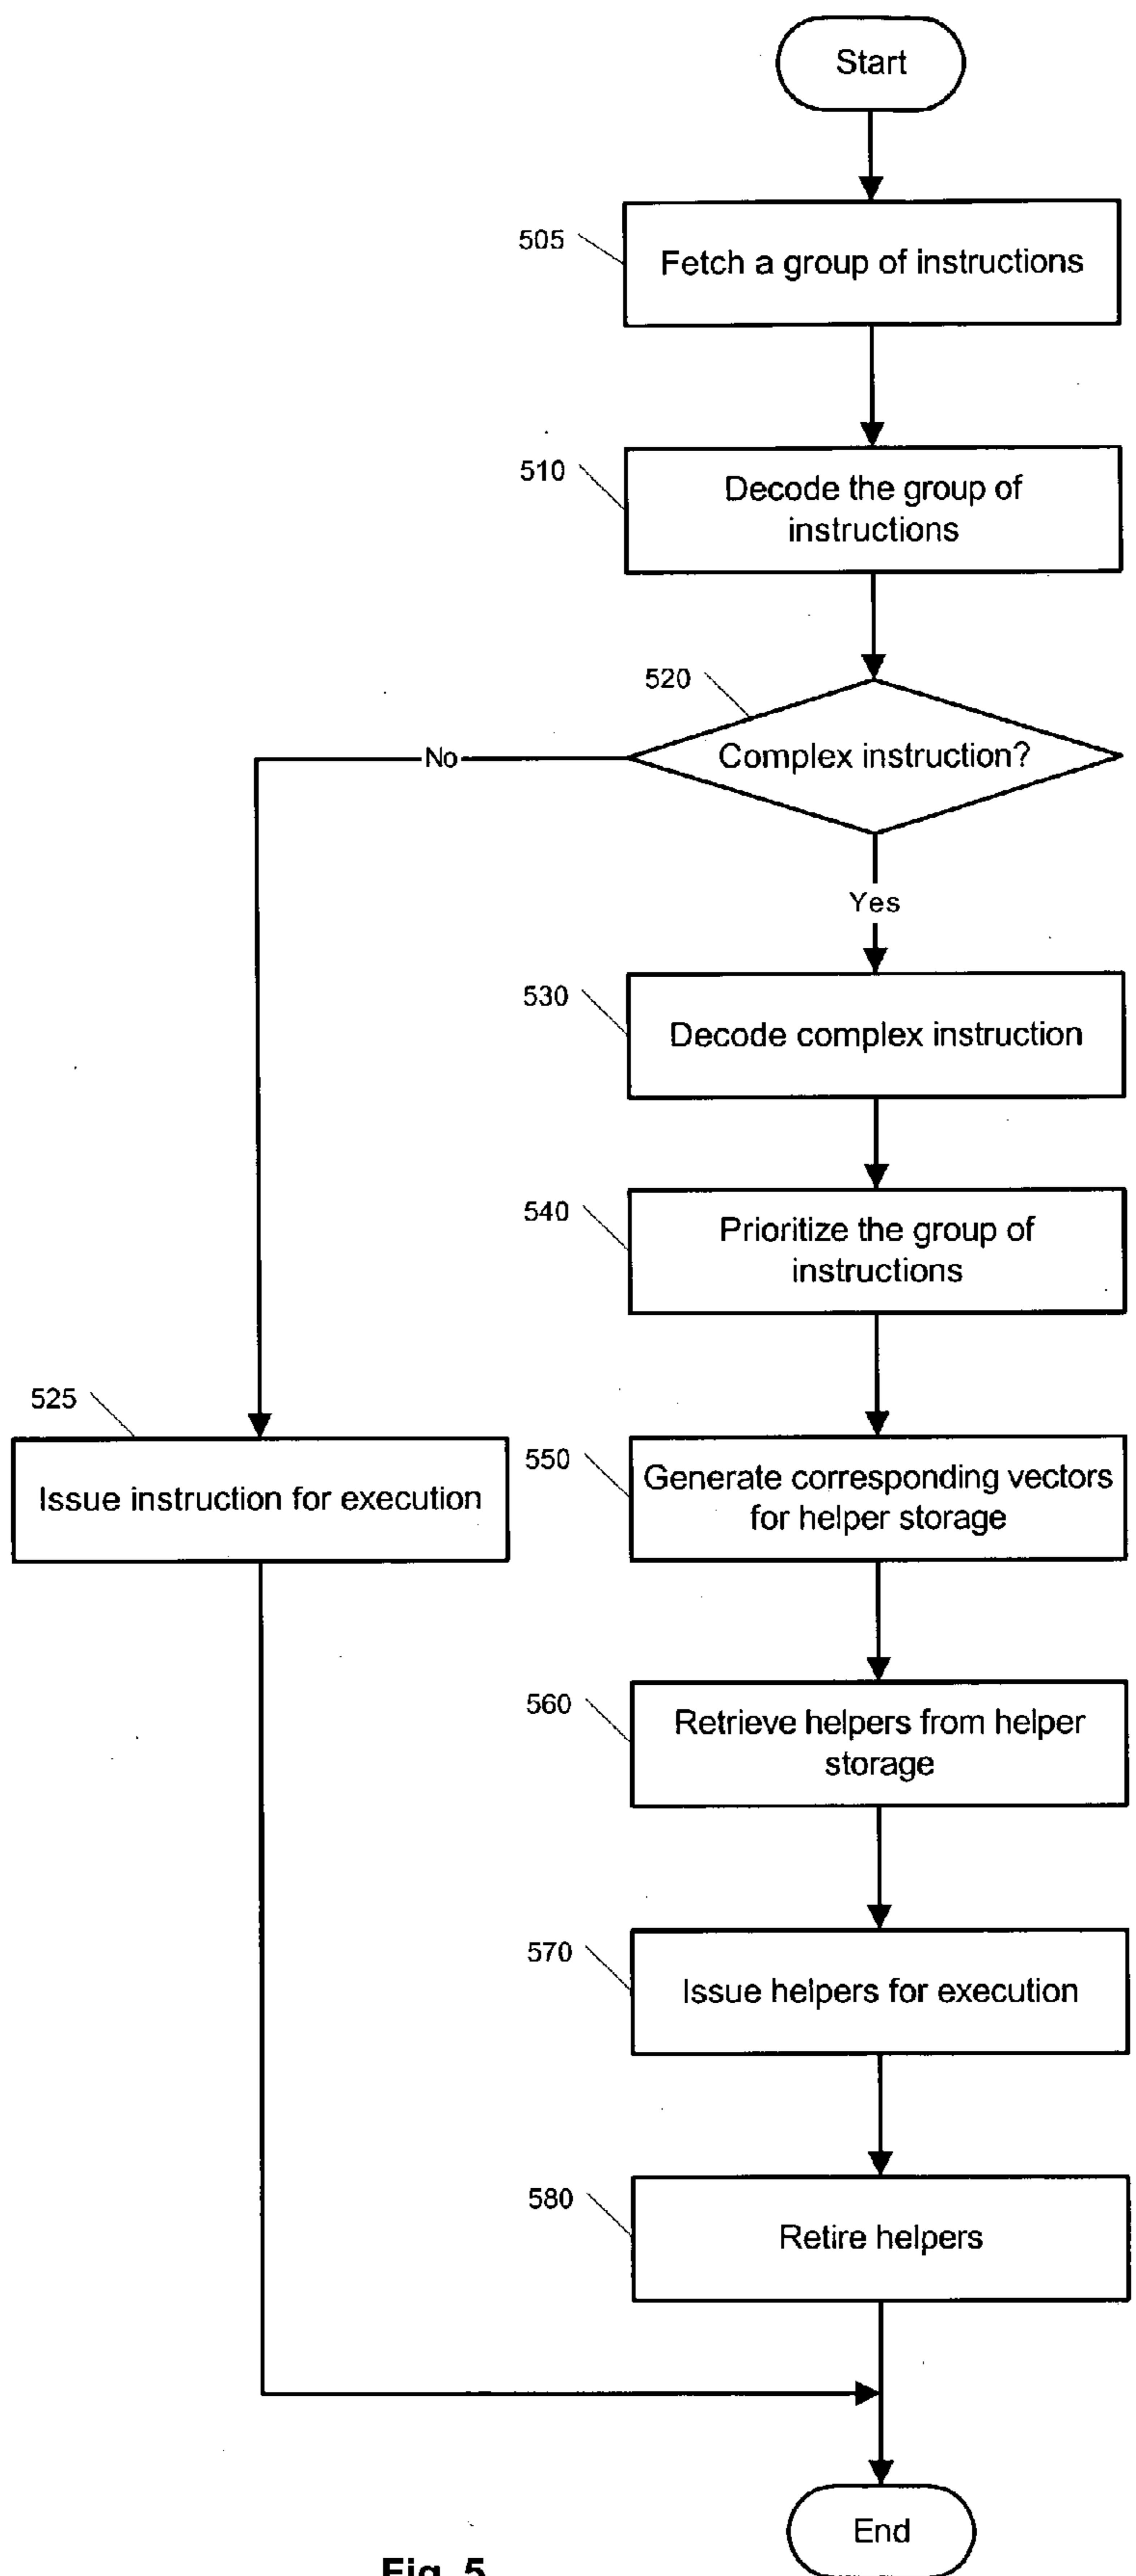 Start
505
Fetch a group of instructions
510
Decode the group of
instructions
520
Complex instruction?
No
Yes
530
Decode complex instruction
540
Prioritize the group of
instructions
525
Issue instruction for execution
550
Generate corresponding vectors
for helper storage
560
Retrieve helpers from helper
storage
570
Issue helpers for execution
580
Retire helpers
End
Fig. 5